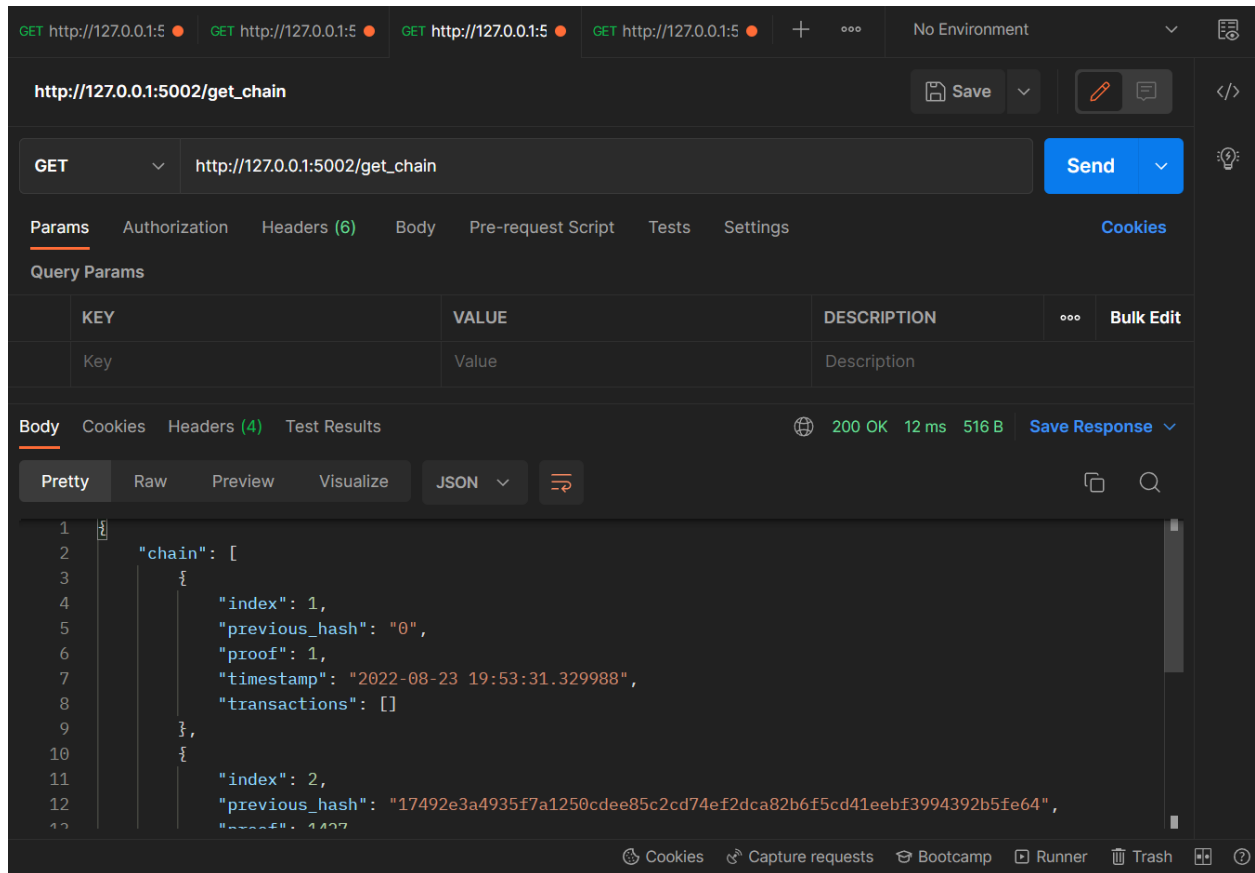 GET http://127.0.0.1:5 GET http://127.0.0.1:5 GET http://127.0.0.1:5 GET http://127.0.0.1:5 No Environment
http://127.0.0.1:5002/get_chain Save
GET http://127.0.0.1:5002/get_chain Send
Params Authorization Headers (6) Body Pre-request Script Tests Settings Cookies
Query Params
KEY VALUE DESCRIPTION Bulk Edit
Key Value Description
Body Cookies Headers (4) Test Results 200 OK 12 ms 516 B Save Response
Pretty Raw Preview Visualize JSON
1 {
2 "chain": [
3 {
4 "index": 1,
5 "previous_hash": "0",
6 "proof": 1,
7 "timestamp": "2022-08-23 19:53:31.329988",
8 "transactions": []
9 },
10 {
11 "index": 2,
12 "previous_hash": "17492e3a4935f7a1250cdee85c2cd74ef2dca82b6f5cd41eebf3994392b5fe64",
13 "proof": 1427
Cookies Capture requests Bootcamp Runner Trash